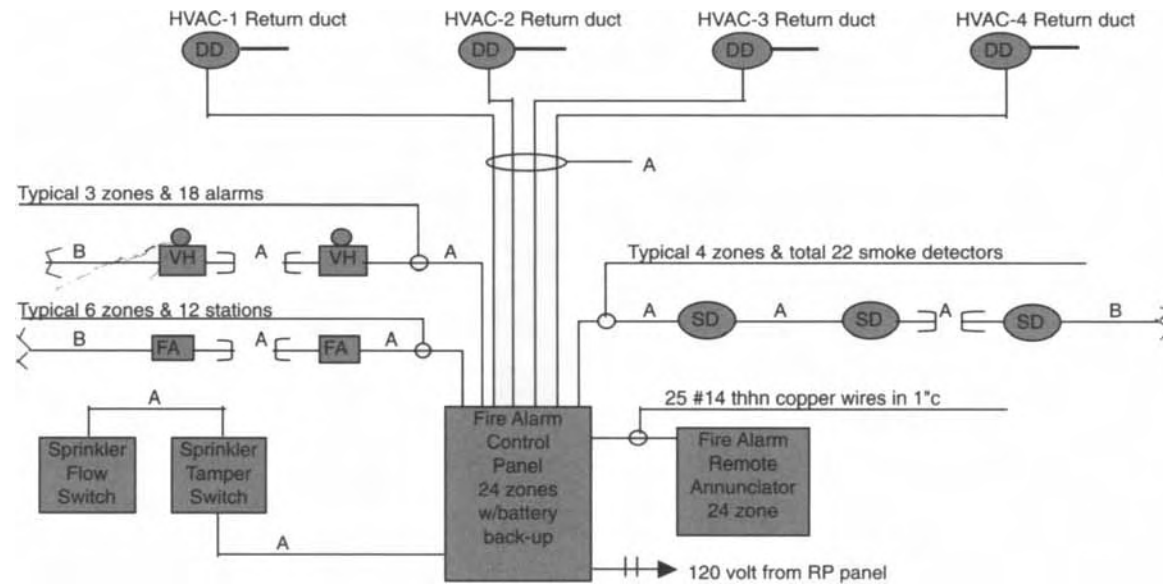 HVAC-1 Return duct
HVAC-2 Return duct
HVAC-3 Return duct
HVAC-4 Return duct
DD
DD
DD
DD
A
Typical 3 zones & 18 alarms
B
VH
A
VH
A
Typical 4 zones & total 22 smoke detectors
A
SD
A
SD
SD
B
Typical 6 zones & 12 stations
B
FA
A
FA
A
25 #14 thhn copper wires in 1"c
A
Sprinkler
Flow
Switch
Sprinkler
Tamper
Switch
A
Fire Alarm
Control
Panel
24 zones
w/battery
back-up
Fire Alarm
Remote
Annunciator
24 zone
120 volt from RP panel